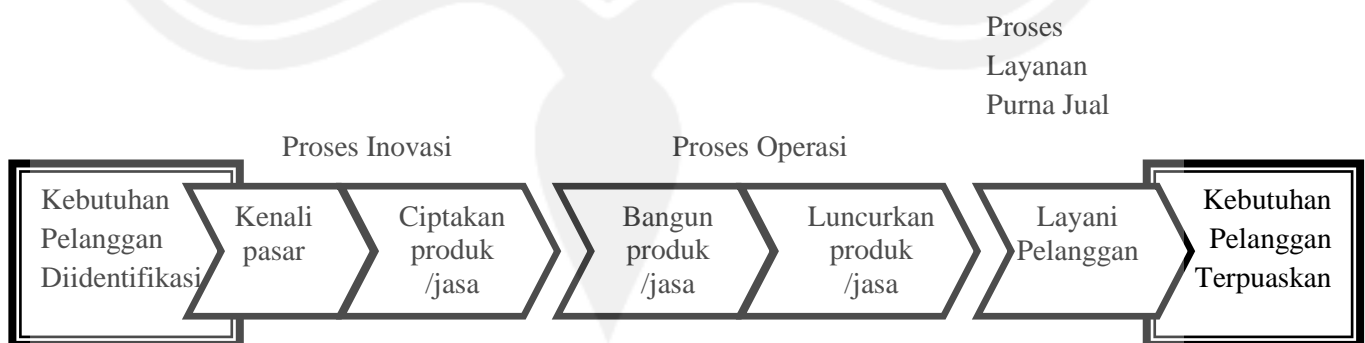 Proses
Layanan
Purna Jual
Proses Inovasi
Proses Operasi
Kebutuhan
Pelanggan
Diidentifikasi
Kenali
pasar
Ciptakan
produk
/jasa
Bangun
produk
/jasa
Luncurkan
produk
/jasa
Layani
Pelanggan
Kebutuhan
Pelanggan
Terpuaskan